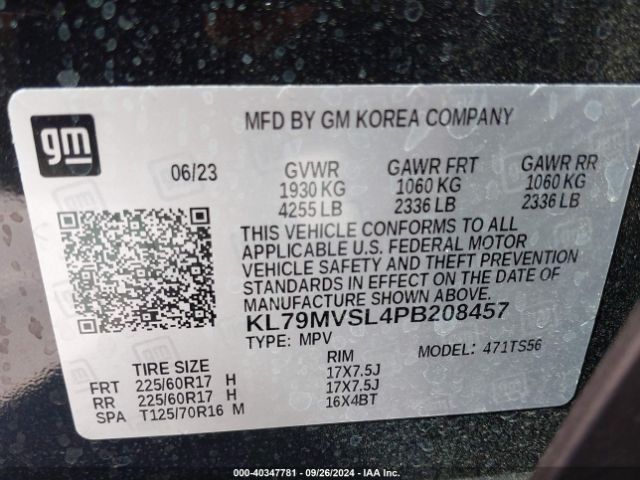 gm
MFD BY GM KOREA COMPANY
06/23
GVWR GAWR FRT GAWR RR
1930 KG 1060 KG 1060 KG
4255 LB 2336 LB 2336 LB
THIS VEHICLE CONFORMS TO ALL
APPLICABLE U.S. FEDERAL MOTOR
VEHICLE SAFETY AND THEFT PREVENTION
STANDARDS IN EFFECT ON THE DATE OF
MANUFACTURE SHOWN ABOVE.
KL79MVSL4PB208457
TYPE: MPV MODEL: 471TS56
TIRE SIZE RIM
FRT 225/60R17 H 17X7.5J
RR 225/60R17 H 17X7.5J
SPA T125/70R16 M 16X4BT
000-40347781 - 09/26/2024 - IAA Inc.